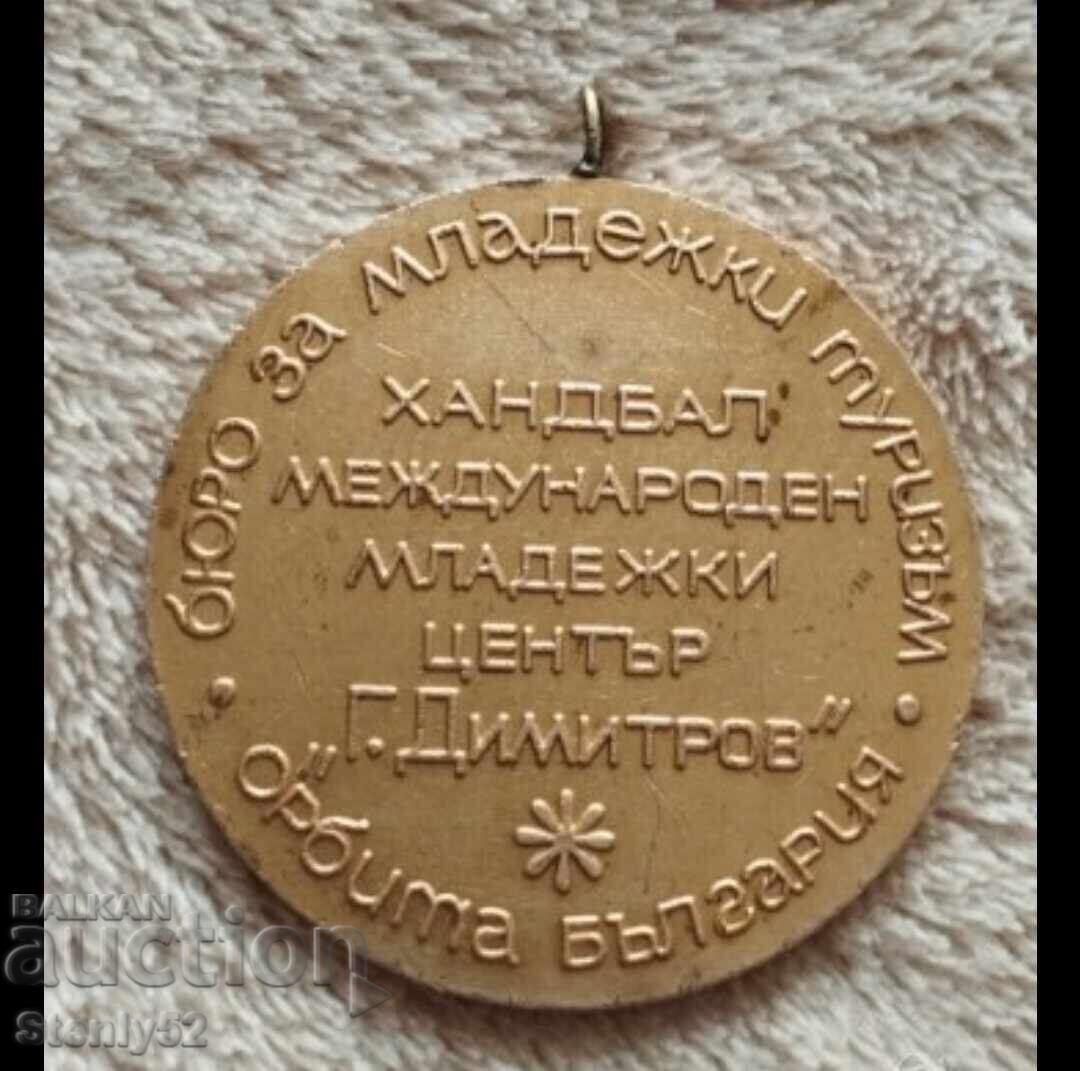 бюро за младежки туризъм
ХАНДБАЛ
МЕЖДУНАРОДЕН
МЛАДЕЖКИ
ЦЕНТЪР
"Г.ДИМИТРОВ"
• орбита българия •
BALKAN
auction
Stenly52